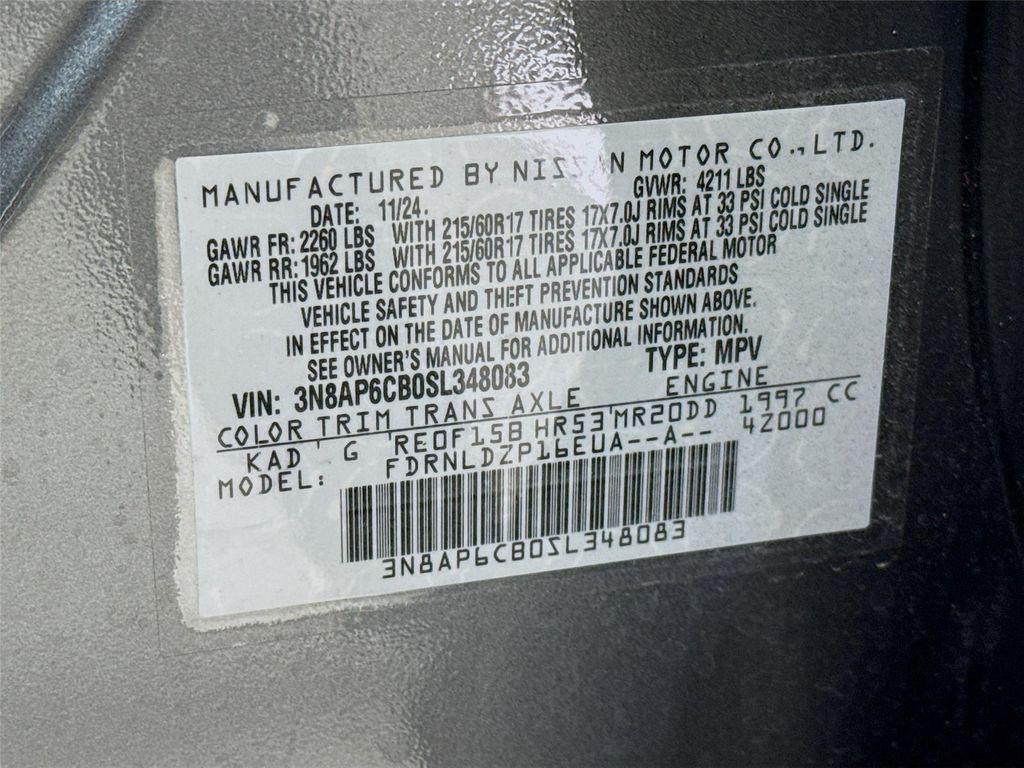 MANUFACTURED BY NISSAN MOTOR CO.,LTD.
DATE: 11/24. GVWR: 4211 LBS
GAWR FR: 2260 LBS WITH 215/60R17 TIRES 17X7.0J RIMS AT 33 PSI COLD SINGLE
GAWR RR: 1962 LBS WITH 215/60R17 TIRES 17X7.0J RIMS AT 33 PSI COLD SINGLE
THIS VEHICLE CONFORMS TO ALL APPLICABLE FEDERAL MOTOR
VEHICLE SAFETY AND THEFT PREVENTION STANDARDS
IN EFFECT ON THE DATE OF MANUFACTURE SHOWN ABOVE.
SEE OWNER'S MANUAL FOR ADDITIONAL INFORMATION.
VIN: 3N8AP6CB0SL348083 TYPE: MPV
COLOR TRIM TRANS AXLE ENGINE
KAD G RE0F15B HR53 MR20DD 1997 CC
MODEL: FDRNLDZP16EUA--A-- 42000
3N8AP6CB0SL348083